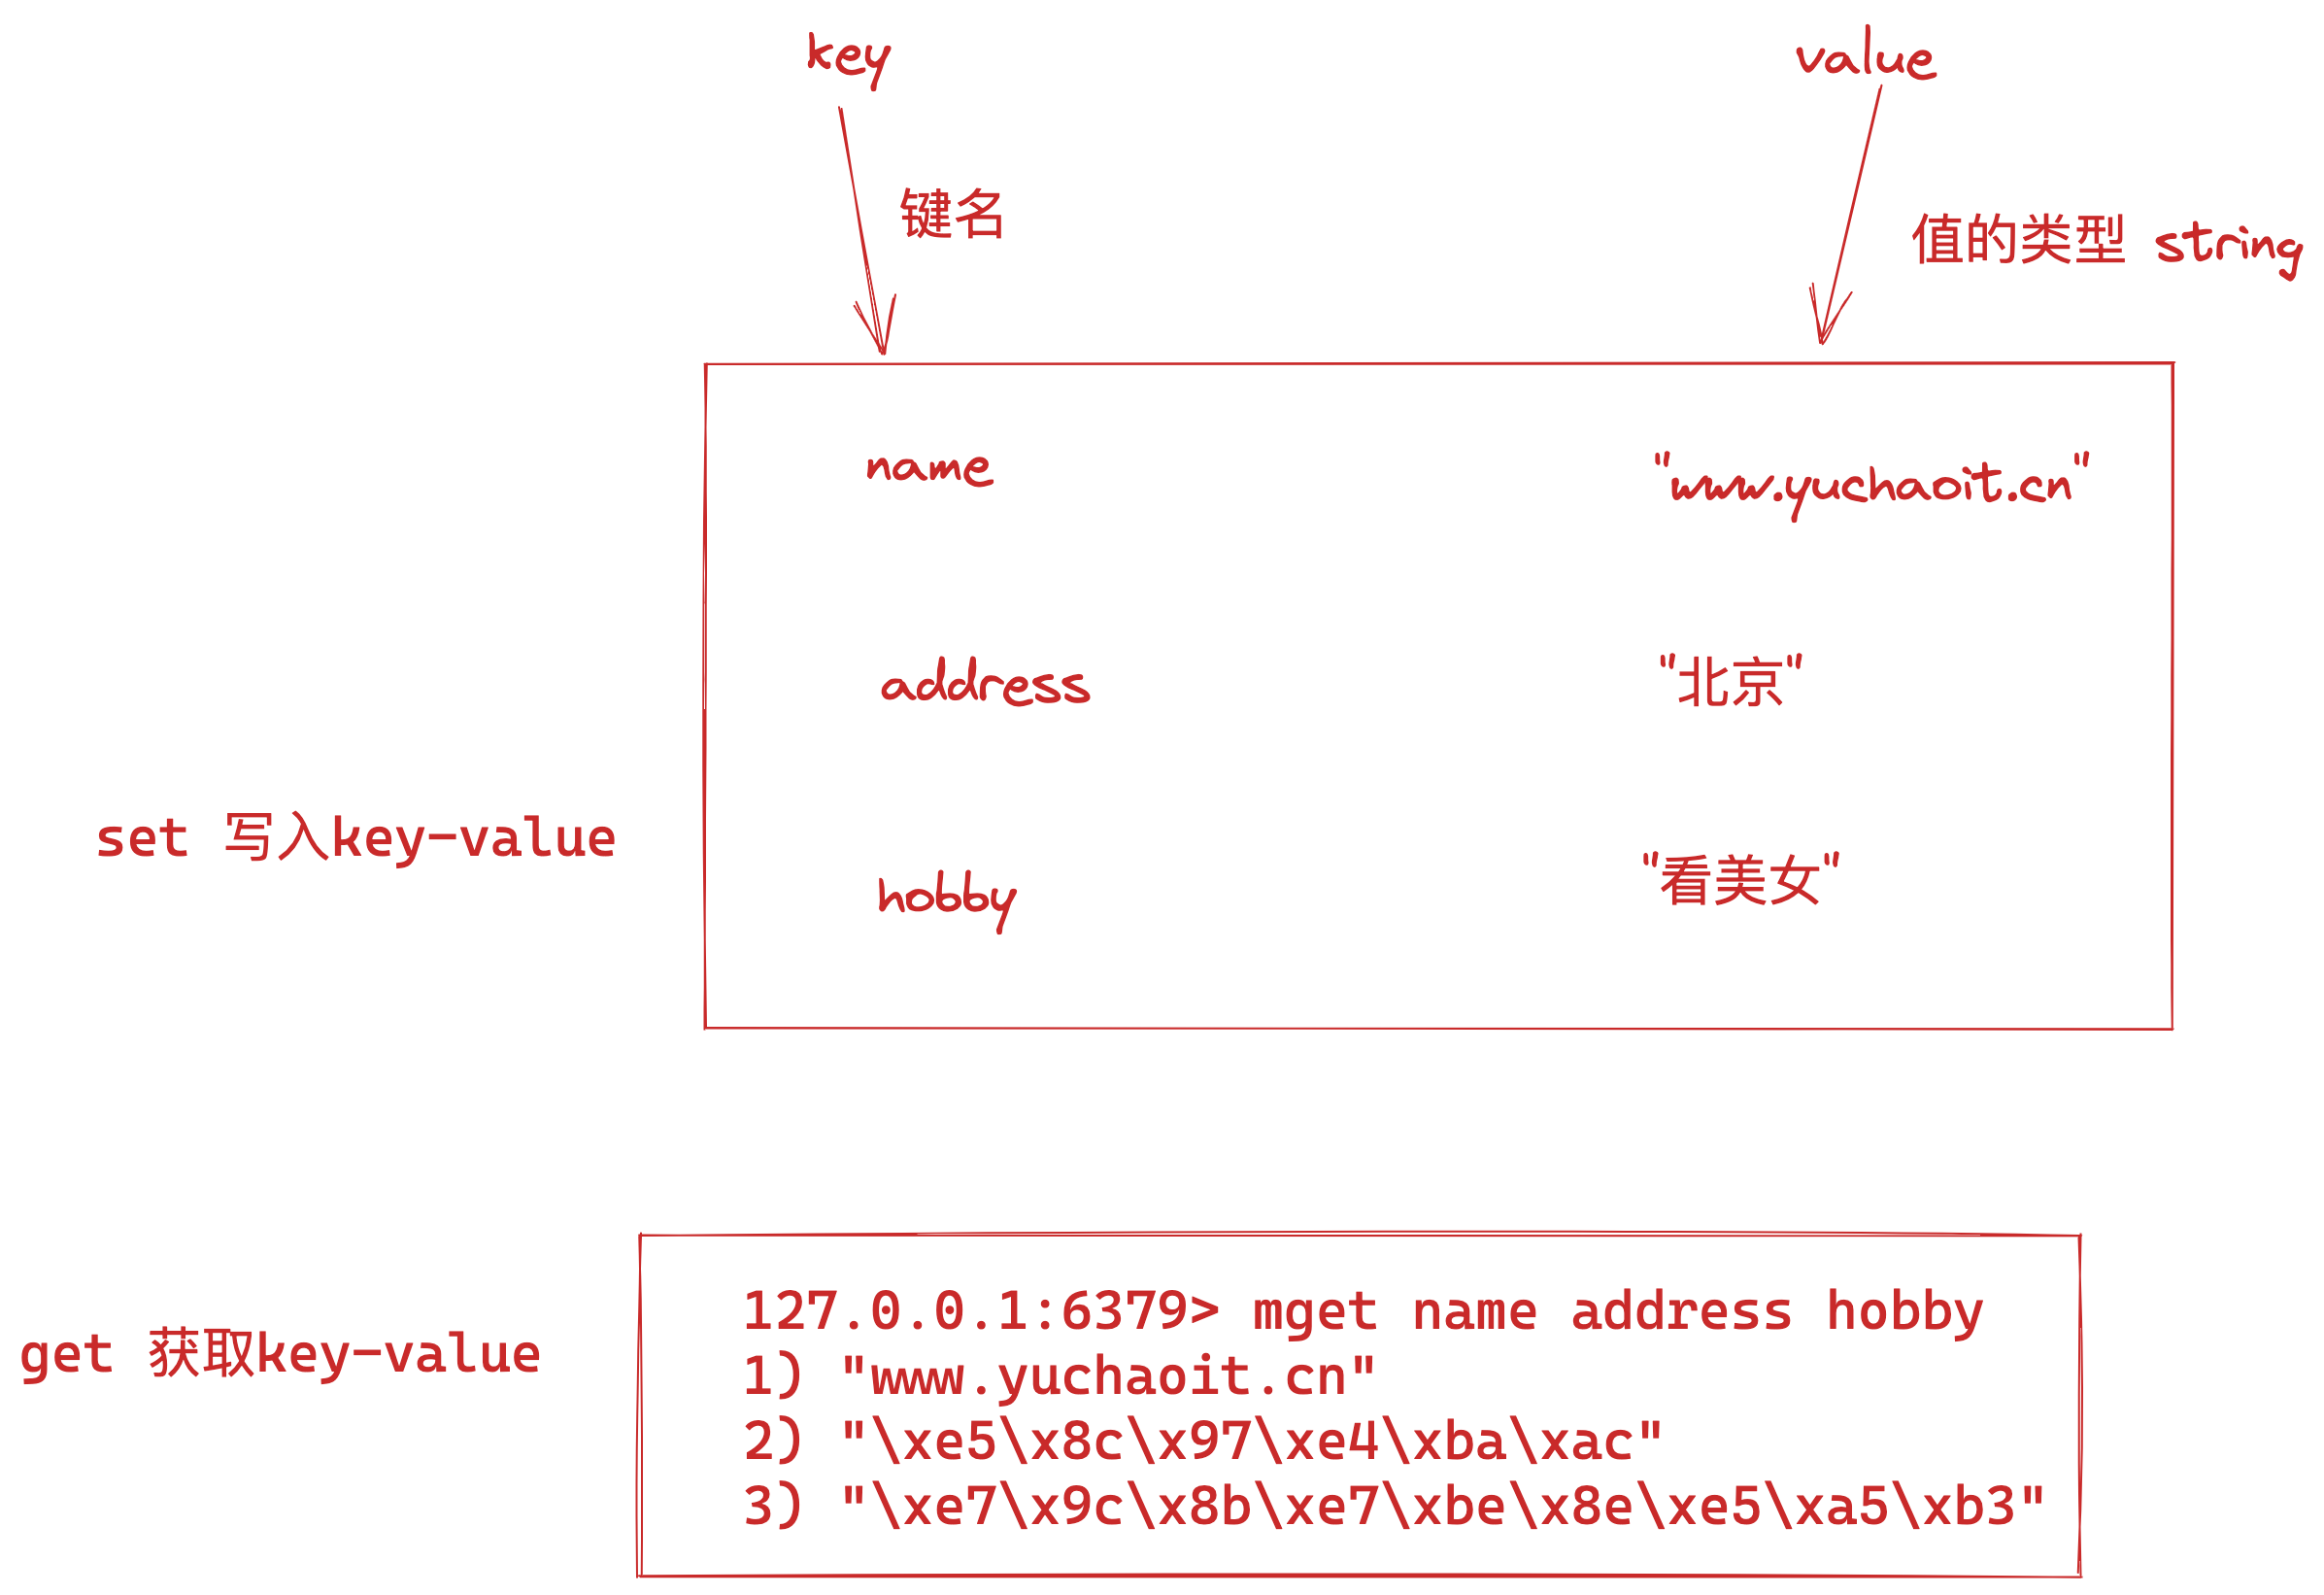 key
value
键名
值的类型 string
name
"www.yuchaoit.cn"
address
"北京"
set 写入key-value
hobby
"看美女"
127.0.0.1:6379> mget name address hobby
get 获取key-value
1) "www.yuchaoit.cn"
2) "\xe5\x8c\x97\xe4\xba\xac"
3) "\xe7\x9c\x8b\xe7\xbe\x8e\xe5\xa5\xb3"